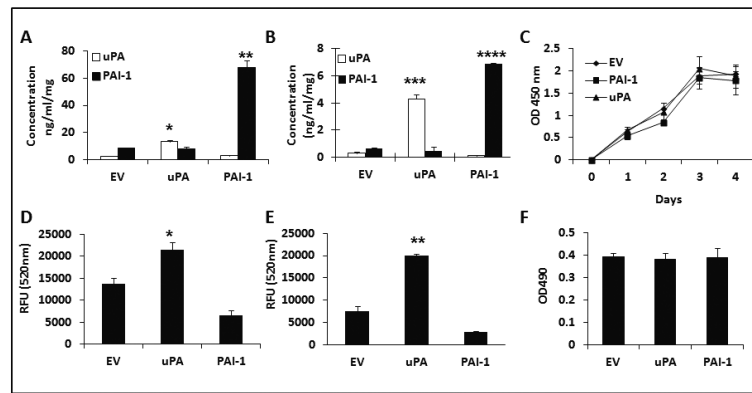 A
Concentration
ng/ml/mg
80
60
40
20
0
uPA
PAI-1
*
**
EV
uPA
PAI-1
B
Concentration
(ng/ml/mg)
8
6
4
2
0
uPA
PAI-1
***
****
EV
uPA
PAI-1
C
OD 450 nm
2.5
2
1.5
1
0.5
0
EV
PAI-1
uPA
0 1 2 3 4
Days
D
RFU (520nm)
25000
20000
15000
10000
5000
0
*
EV
uPA
PAI-1
E
RFU (520nm)
25000
20000
15000
10000
5000
0
**
EV
uPA
PAI-1
F
OD490
0.5
0.4
0.3
0.2
0.1
0
EV
uPA
PAI-1